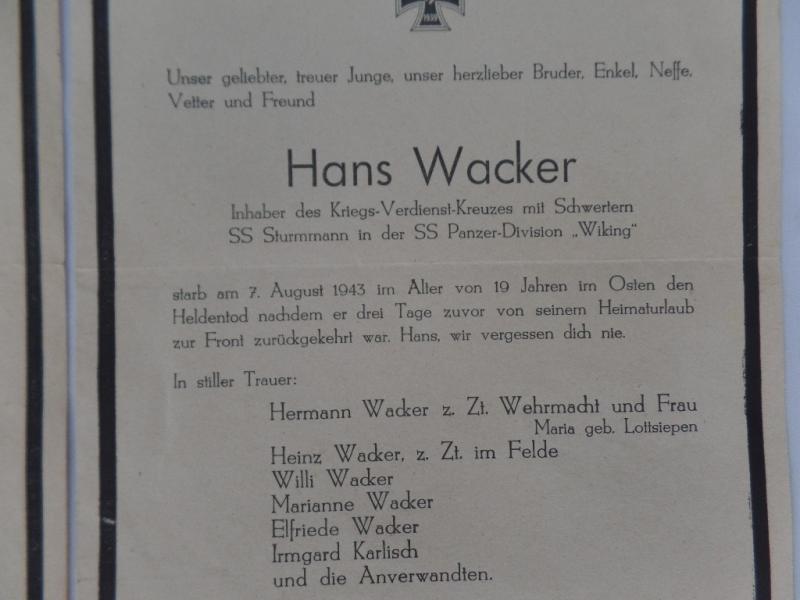 1939
Unser geliebter, treuer Junge, unser herzlieber Bruder, Enkel, Neffe,
Vetter und Freund
Hans Wacker
Inhaber des Kriegs-Verdienst-Kreuzes mit Schwertern
SS Sturmmann in der SS Panzer-Division „Wiking"
starb am 7. August 1943 im Alter von 19 Jahren im Osten den
Heldentod nachdem er drei Tage zuvor von seinem Heimaturlaub
zur Front zurückgekehrt war. Hans, wir vergessen dich nie.
In stiller Trauer:
Hermann Wacker z. Zt. Wehrmacht und Frau
Maria geb. Lottsiepen
Heinz Wacker, z. Zt. im Felde
Willi Wacker
Marianne Wacker
Elfriede Wacker
Irmgard Karlisch
und die Anverwandten.